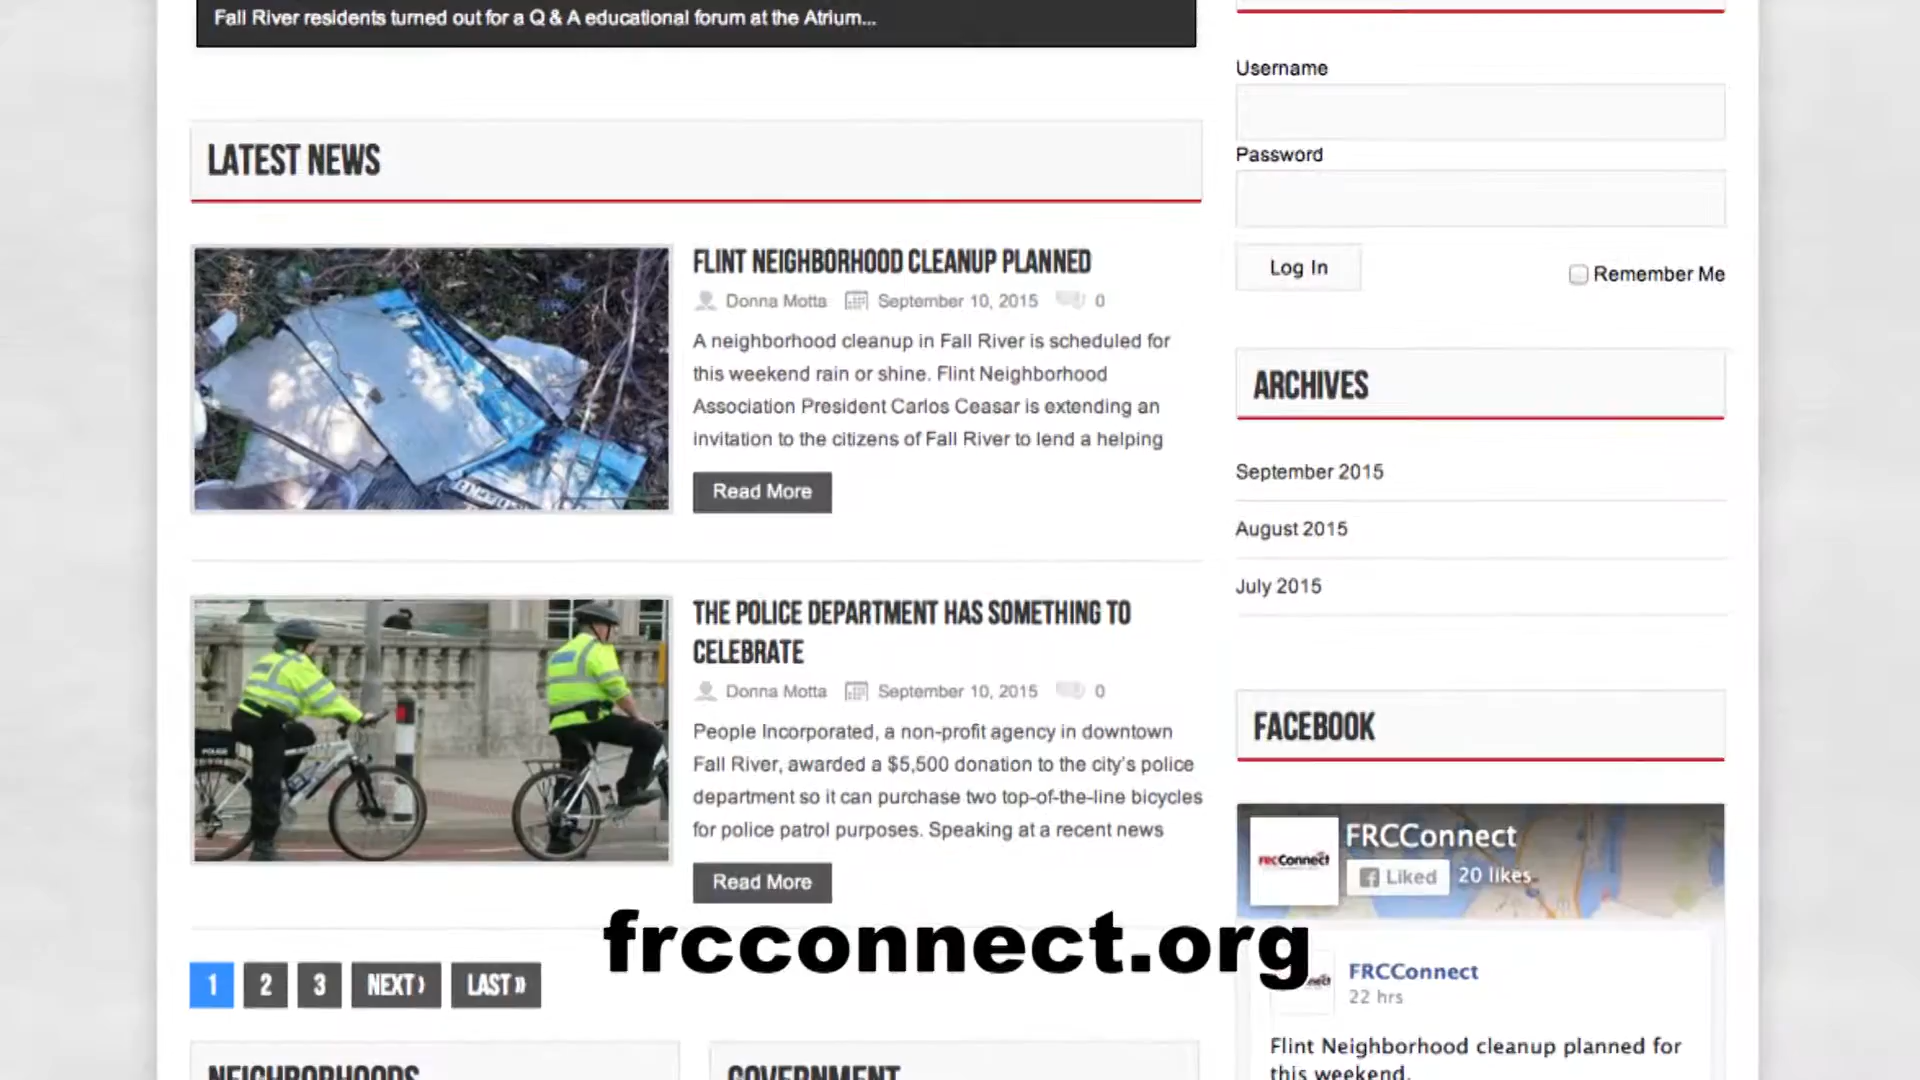 Fall River residents turned out for a Q & A educational forum at the Atrium...
LATEST NEWS
FLINT NEIGHBORHOOD CLEANUP PLANNED
Donna Motta September 10, 2015 0
A neighborhood cleanup in Fall River is scheduled for
this weekend rain or shine. Flint Neighborhood
Association President Carlos Ceasar is extending an
invitation to the citizens of Fall River to lend a helping
Read More
THE POLICE DEPARTMENT HAS SOMETHING TO
CELEBRATE
Donna Motta September 10, 2015 0
People Incorporated, a non-profit agency in downtown
Fall River, awarded a $5,500 donation to the city's police
department so it can purchase two top-of-the-line bicycles
for police patrol purposes. Speaking at a recent news
Read More
POLICE
frcconnect.org
1 2 3 NEXT › LAST »
NEIGHBORHOODS
GOVERNMENT
Username
Password
Log In
Remember Me
ARCHIVES
September 2015
August 2015
July 2015
FACEBOOK
frcConnect
FRCConnect
Liked 20 likes
FRCConnect
22 hrs
Flint Neighborhood cleanup planned for
this weekend.